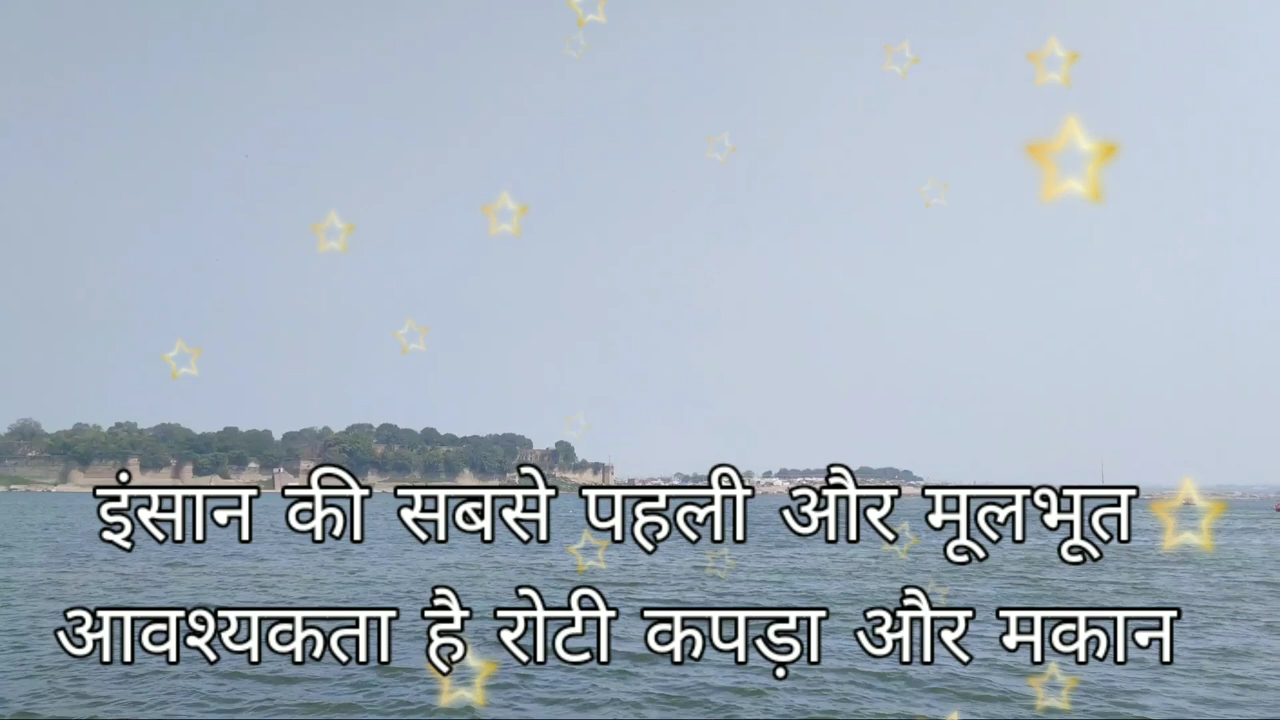 इंसान की सबसे पहली और मूलभूत
आवश्यकता है रोटी कपड़ा और मकान